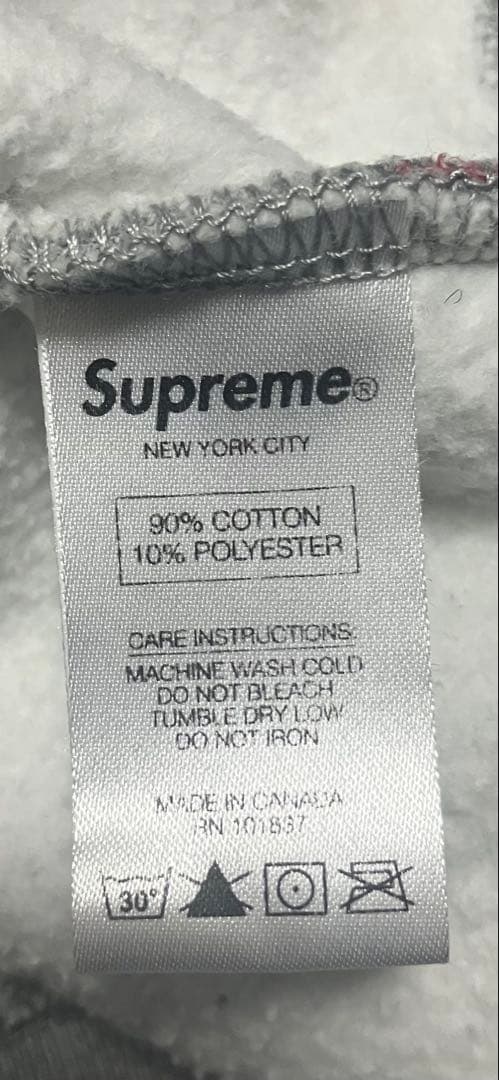 Supreme®
NEW YORK CITY
90% COTTON
10% POLYESTER
CARE INSTRUCTIONS:
MACHINE WASH COLD
DO NOT BLEACH
TUMBLE DRY LOW
DO NOT IRON
MADE IN CANADA
RN 101837
30°